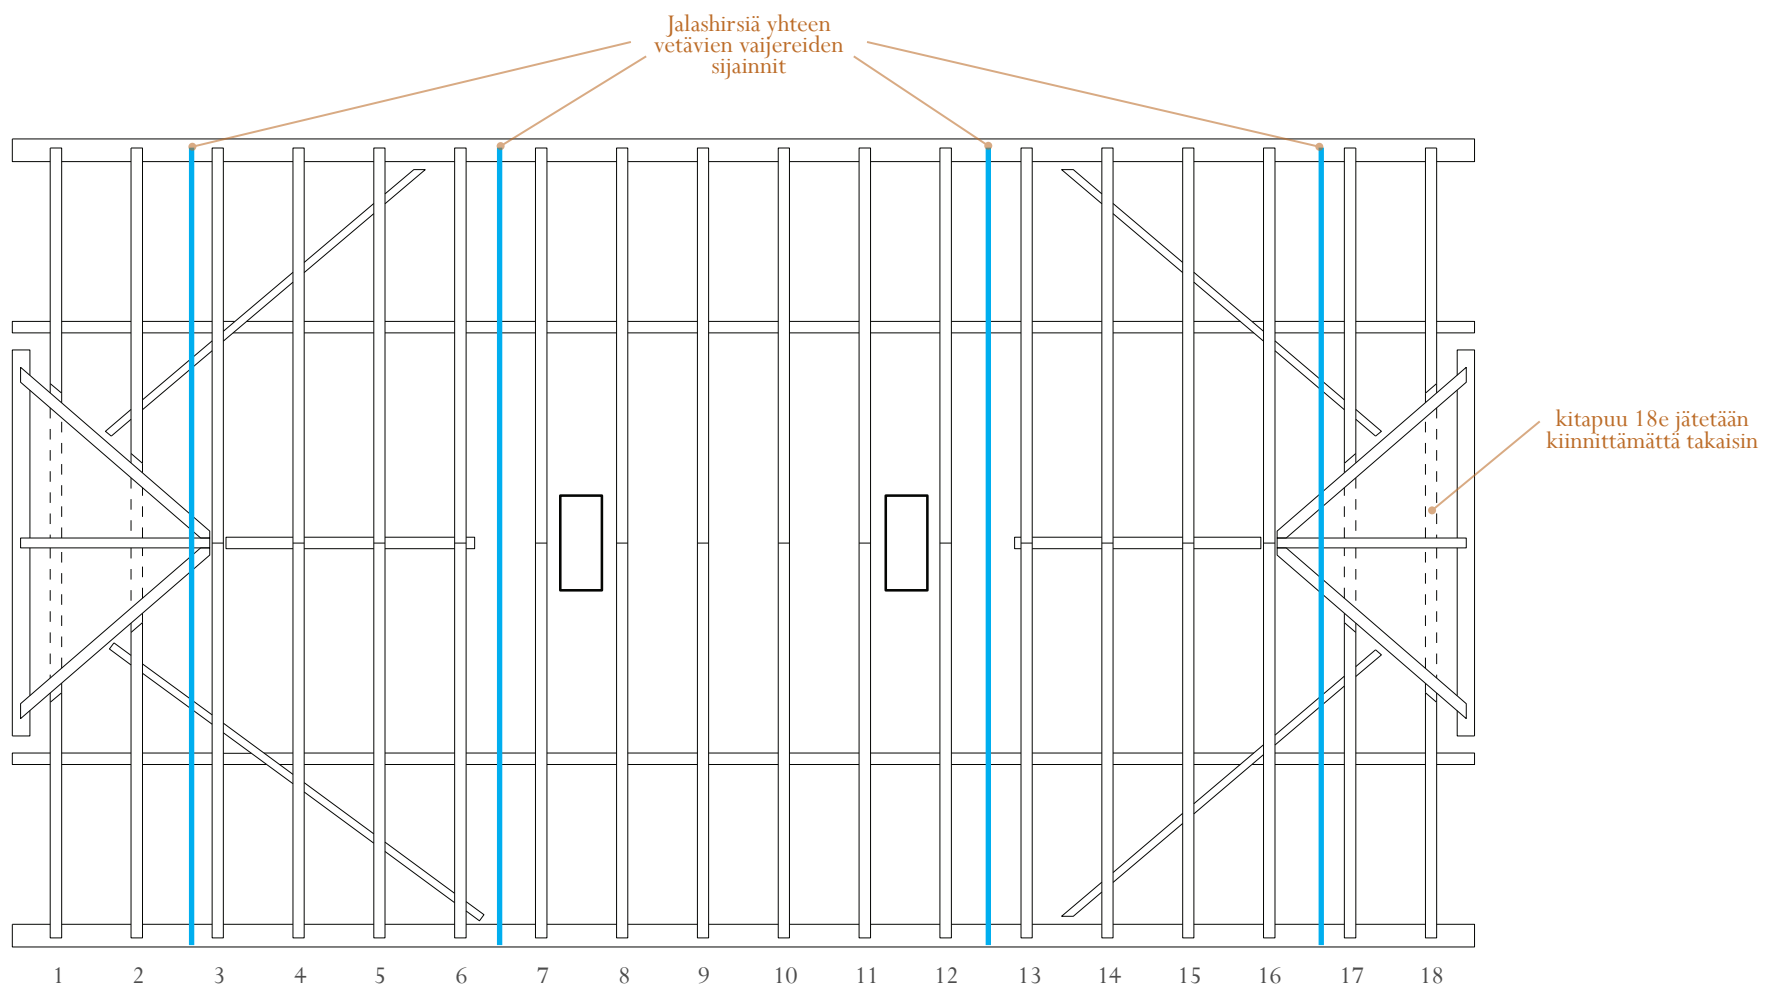 Jalashirsiä yhteen
vetävien vaijereiden
sijainnit
kitapuu 18e jätetään
kiinnittämättä takaisin
1 2 3 4 5 6 7 8 9 10 11 12 13 14 15 16 17 18